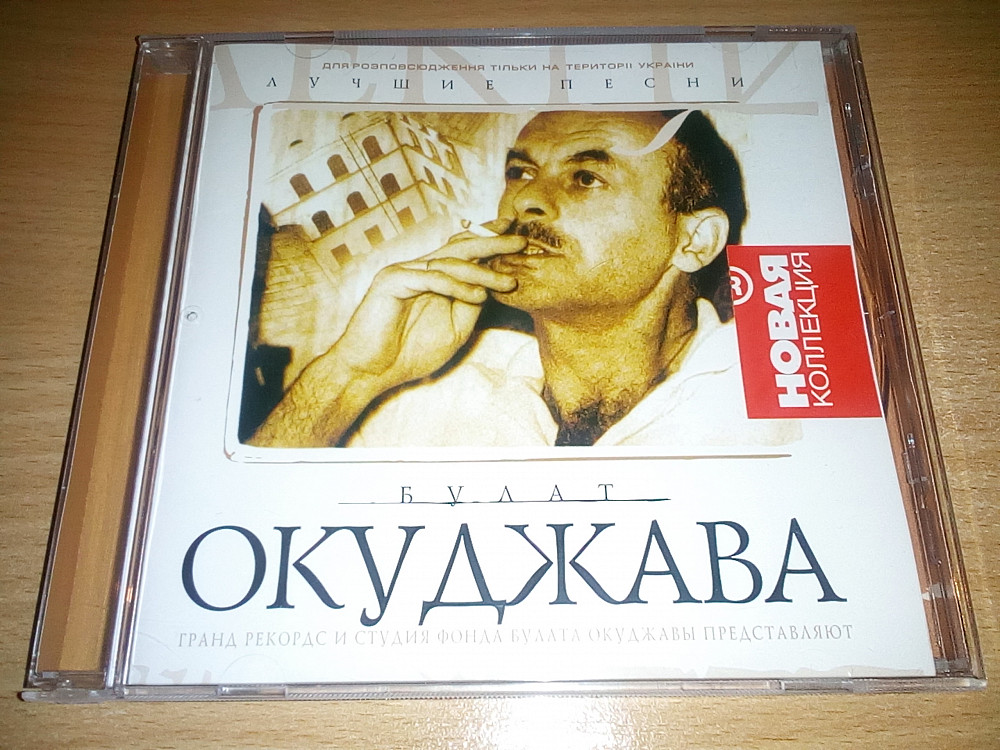 ДЛЯ РОЗПОВСЮДЖЕННЯ ТІЛЬКИ НА ТЕРИТОРІЇ УКРАЇНИ
ЛУЧШИЕ ПЕСНИ
НОВАЯ
КОЛЛЕКЦИЯ
БУЛАТ
ОКУДЖАВА
ГРАНД РЕКОРДС И СТУДИЯ ФОНДА БУЛАТА ОКУДЖАВЫ ПРЕДСТАВЛЯЮТ